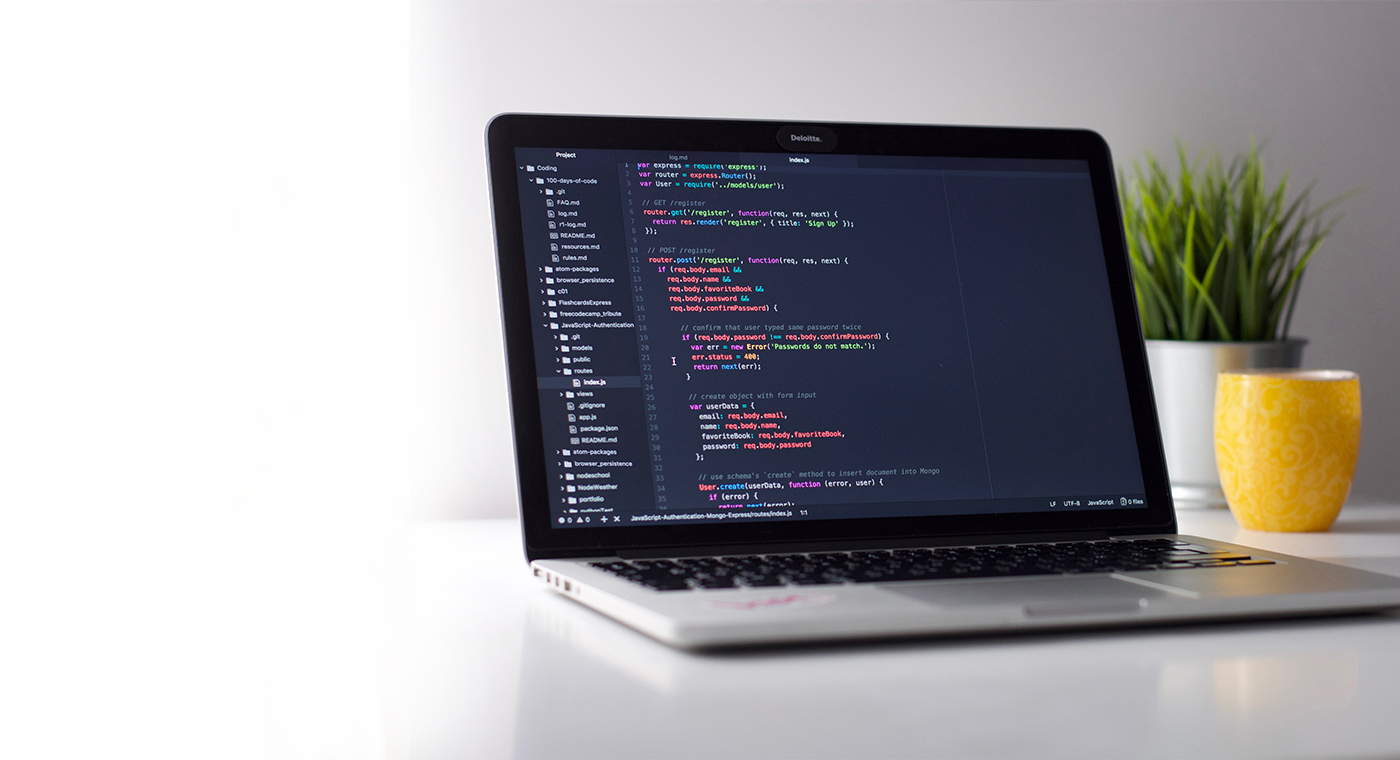 Deloitte.
Project
log.md
index.js
Coding
100-days-of-code
.git
FAQ.md
log.md
r1-log.md
README.md
resources.md
rules.md
atom-packages
browser_persistence
c01
FlashcardsExpress
freecodecamp_tribute
JavaScript-Authentication
.git
models
public
routes
index.js
views
.gitignore
app.js
package.json
README.md
atom-packages
browser_persistence
nodeschool
NodeWeather
portfolio
pythonTest
1 var express = require('express');
2 var router = express.Router();
3 var User = require('../models/user');
4
5 // GET /register
6 router.get('/register', function(req, res, next) {
7 return res.render('register', { title: 'Sign Up' });
8 });
9
10 // POST /register
11 router.post('/register', function(req, res, next) {
12 if (req.body.email &&
13 req.body.name &&
14 req.body.favoriteBook &&
15 req.body.password &&
16 req.body.confirmPassword) {
17
18 // confirm that user typed same password twice
19 if (req.body.password !== req.body.confirmPassword) {
20 var err = new Error('Passwords do not match.');
21 err.status = 400;
22 return next(err);
23 }
24
25 // create object with form input
26 var userData = {
27 email: req.body.email,
28 name: req.body.name,
29 favoriteBook: req.body.favoriteBook,
30 password: req.body.password
31 };
32
33 // use schema's `create` method to insert document into Mongo
34 User.create(userData, function (error, user) {
35 if (error) {
return next(error);
0 0 JavaScript-Authentication-Mongo-Express/routes/index.js 1:1 LF UTF-8 JavaScript 0 files